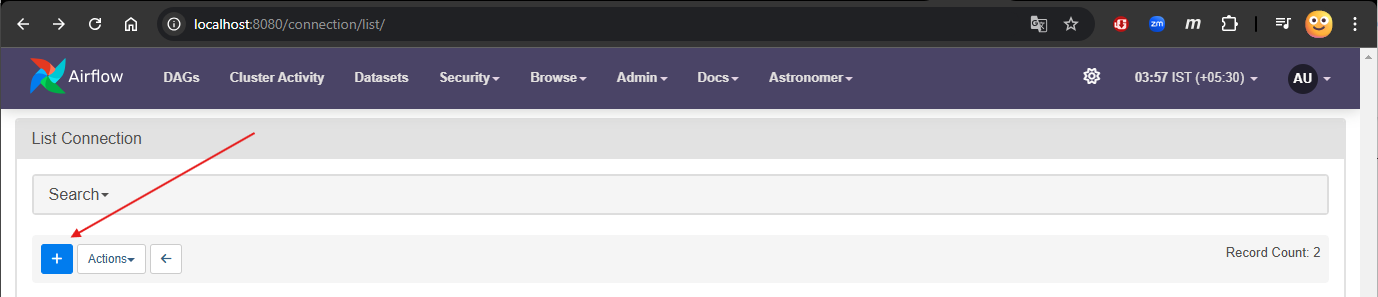 localhost:8080/connection/list/
zm
m
Airflow DAGs Cluster Activity Datasets Security Browse Admin Docs Astronomer 03:57 IST (+05:30) AU
List Connection
Search
+ Actions Record Count: 2